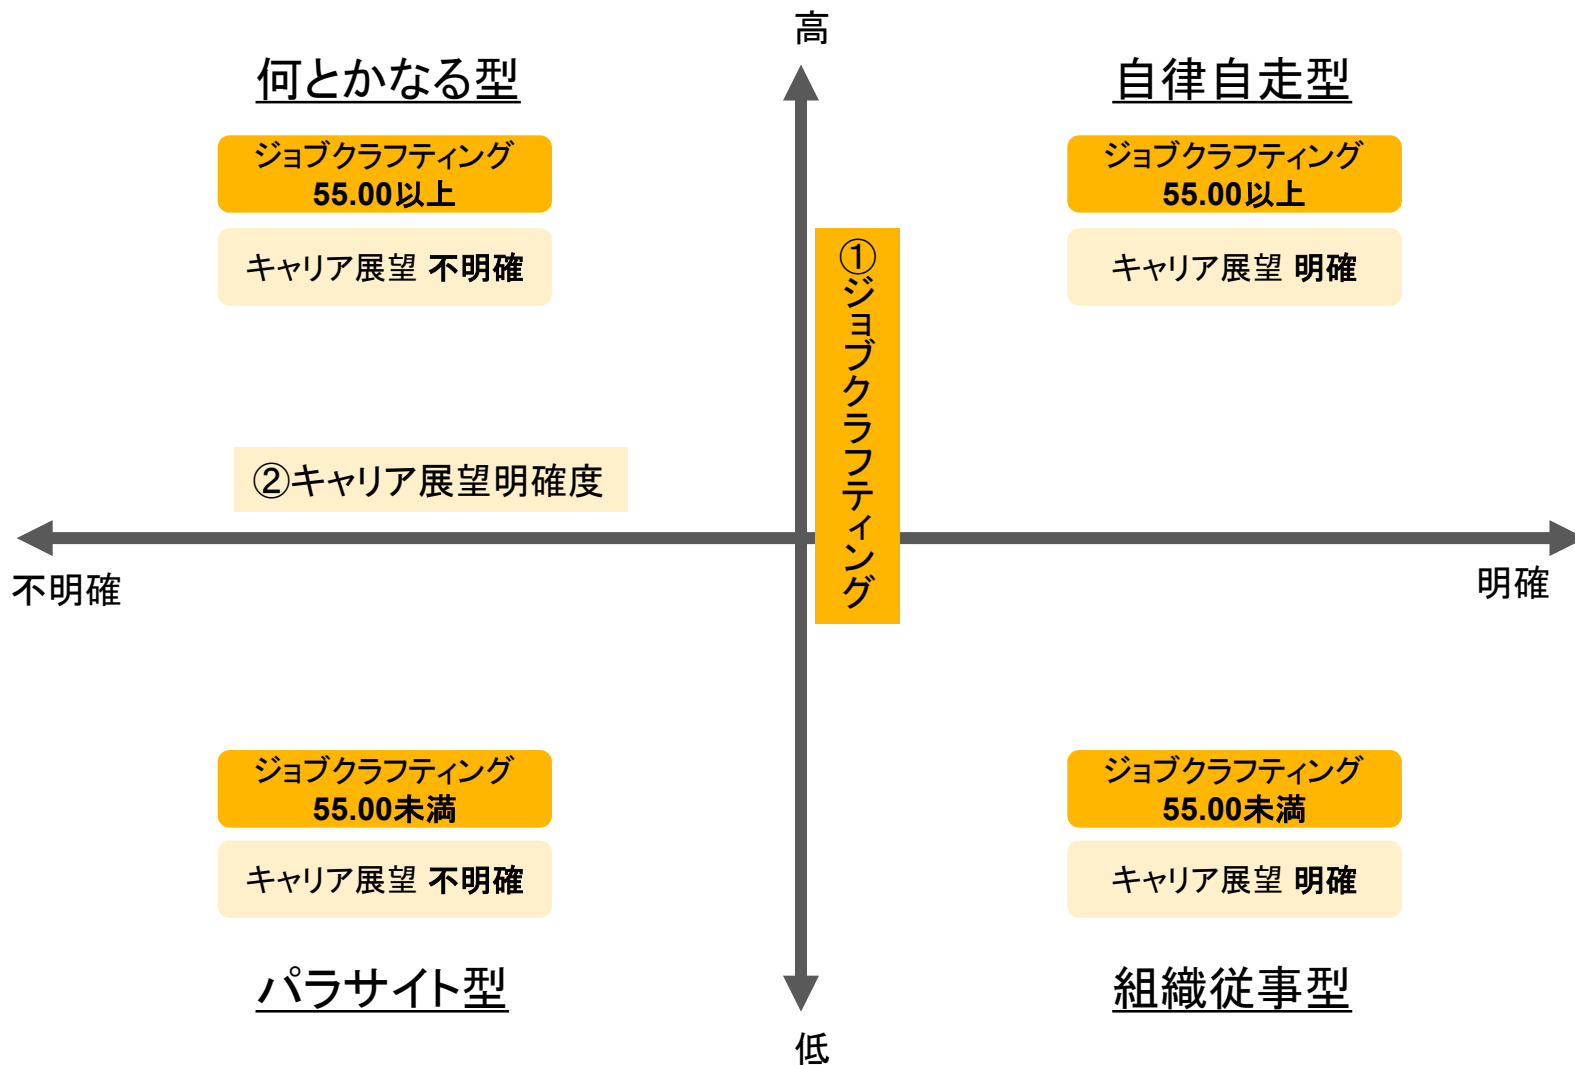 高
何とかなる型
自律自走型
ジョブクラフティング
55.00以上
ジョブクラフティング
55.00以上
キャリア展望 不明確
キャリア展望 明確
①ジョブクラフティング
②キャリア展望明確度
不明確
明確
ジョブクラフティング
55.00未満
ジョブクラフティング
55.00未満
キャリア展望 不明確
キャリア展望 明確
パラサイト型
組織従事型
低